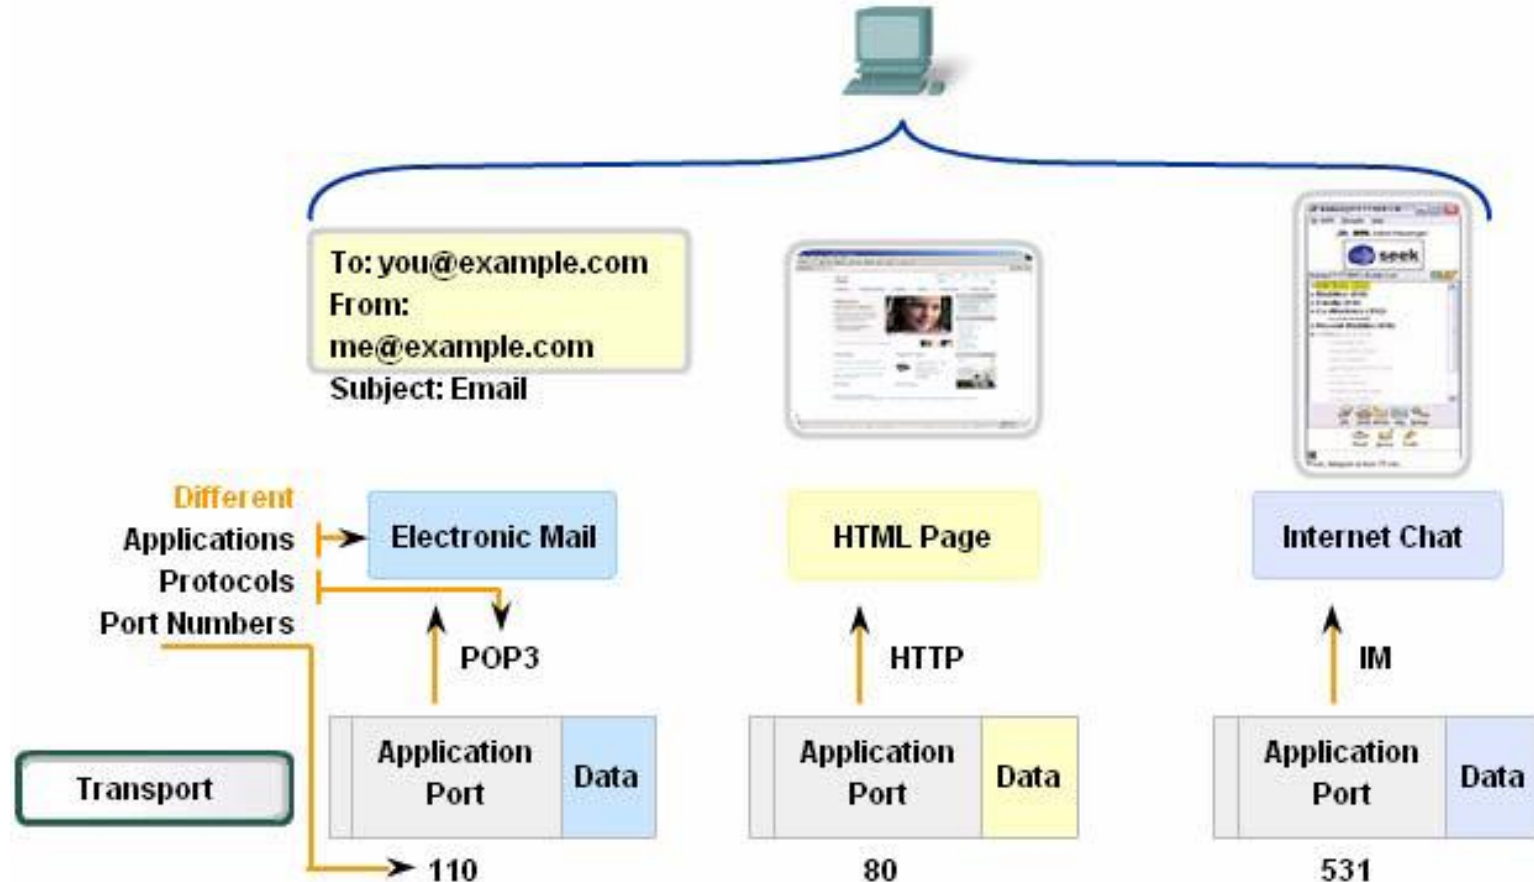 To: you@example.com
From:
me@example.com
Subject: Email
seek
Different
Applications
Protocols
Port Numbers
Electronic Mail
HTML Page
Internet Chat
POP3
HTTP
IM
Transport
Application
Port
Data
Application
Port
Data
Application
Port
Data
110
80
531